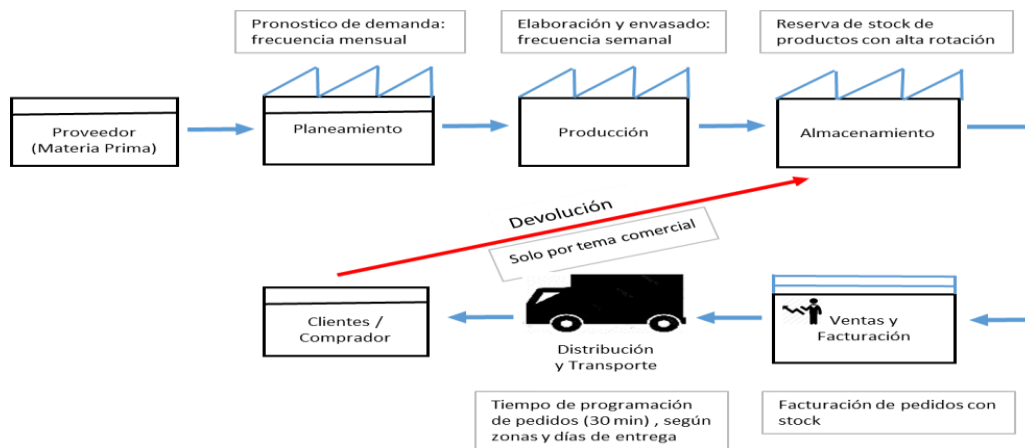 Pronostico de demanda:
frecuencia mensual
Elaboración y envasado:
frecuencia semanal
Reserva de stock de
productos con alta rotación
Proveedor
(Materia Prima)
Planeamiento
Producción
Almacenamiento
Devolución
Solo por tema comercial
Clientes /
Comprador
Distribución
y Transporte
Ventas y
Facturación
Tiempo de programación
de pedidos (30 min) , según
zonas y días de entrega
Facturación de pedidos con
stock